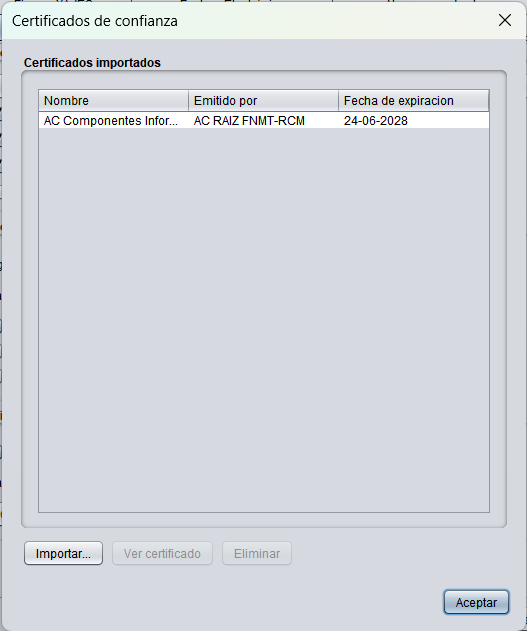 Certificados de confianza
Certificados importados
Nombre Emitido por Fecha de expiracion
AC Componentes Infor... AC RAIZ FNMT-RCM 24-06-2028
Importar... Ver certificado Eliminar
Aceptar